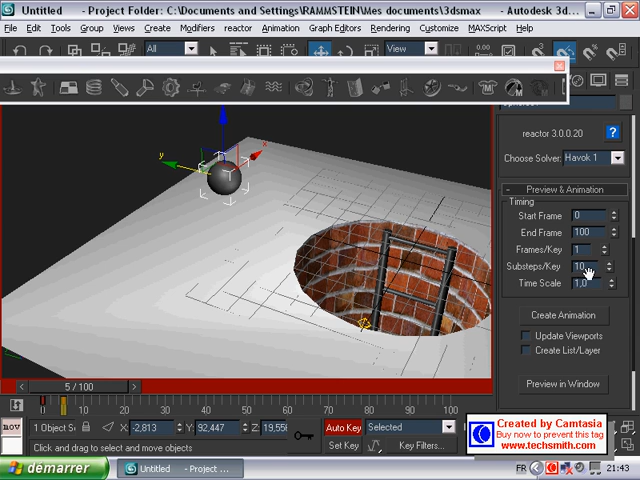 Untitled - Project Folder: C:\Documents and Settings\RAMMSTEIN\Mes documents\3dsmax - Autodesk 3d...
File Edit Tools Group Views Create Modifiers reactor Animation Graph Editors Rendering Customize MAXScript Help
All
View
reactor 3.0.0.20
?
Choose Solver: Havok 1
- Preview & Animation
Timing
Start Frame 0
End Frame 100
Frames/Key 1
Substeps/Key 10
Time Scale 1,0
Create Animation
Update Viewports
Create List/Layer
Preview in Window
z
y
x
5 / 100
0 10 20 30 40 50 60 70 80 90 100
1 Object S
X: -2,813
Y: 92,447
Z: 19,556
Auto Key
Selected
Click and drag to select and move objects
Set Key
Key Filters...
Created by Camtasia
Buy now to prevent this tag
www.techsmith.com
démarrer
Untitled - Project ...
FR
21:43